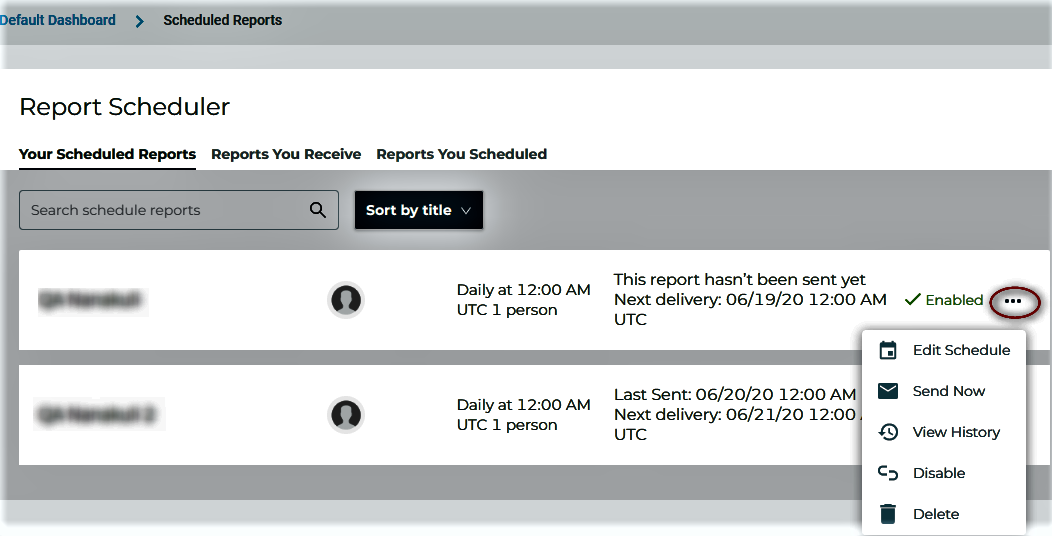 Default Dashboard > Scheduled Reports
Report Scheduler
Your Scheduled Reports Reports You Receive Reports You Scheduled
Search schedule reports Sort by title
Daily at 12:00 AM
UTC 1 person
This report hasn't been sent yet
Next delivery: 06/19/20 12:00 AM
UTC
Enabled
Edit Schedule
Send Now
View History
Disable
Delete
Daily at 12:00 AM
UTC 1 person
Last Sent: 06/20/20 12:00 AM
Next delivery: 06/21/20 12:00
UTC